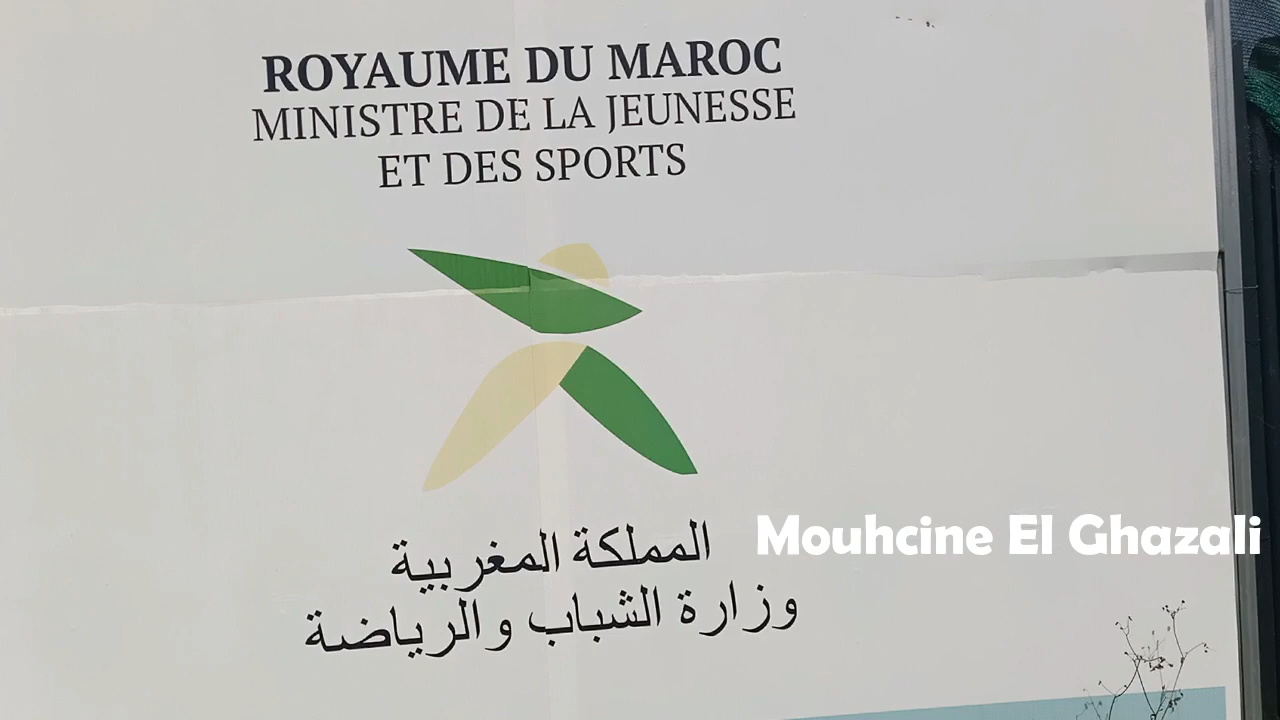 ROYAUME DU MAROC
MINISTRE DE LA JEUNESSE
ET DES SPORTS
المملكة المغربية
وزارة الشباب والرياضة
Mouhcine El Ghazali